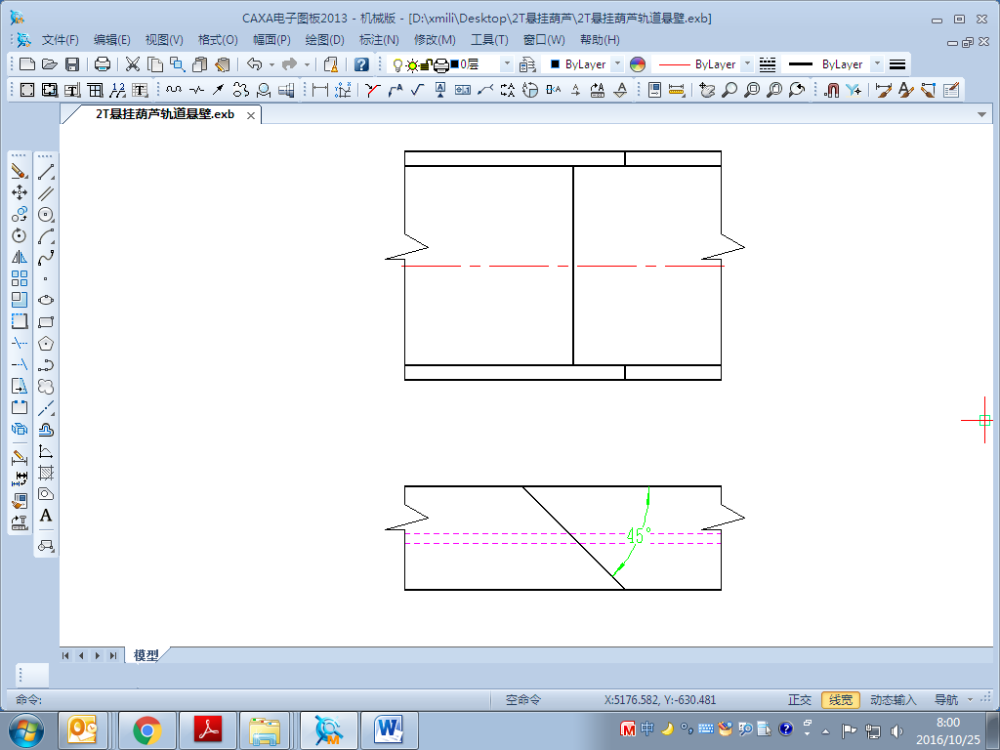 CAXA电子图板2013 - 机械版 - [D:\xmili\Desktop\2T悬挂葫芦\2T悬挂葫芦轨道悬壁.exb]
文件(F) 编辑(E) 视图(V) 格式(O) 幅面(P) 绘图(D) 标注(N) 修改(M) 工具(T) 窗口(W) 帮助(H)
0层 ByLayer ByLayer ByLayer
2T悬挂葫芦轨道悬壁.exb
A
45°
模型
命令: 空命令 X:5176.582, Y:-630.481 正交 线宽 动态输入 导航
中 8:00
2016/10/25